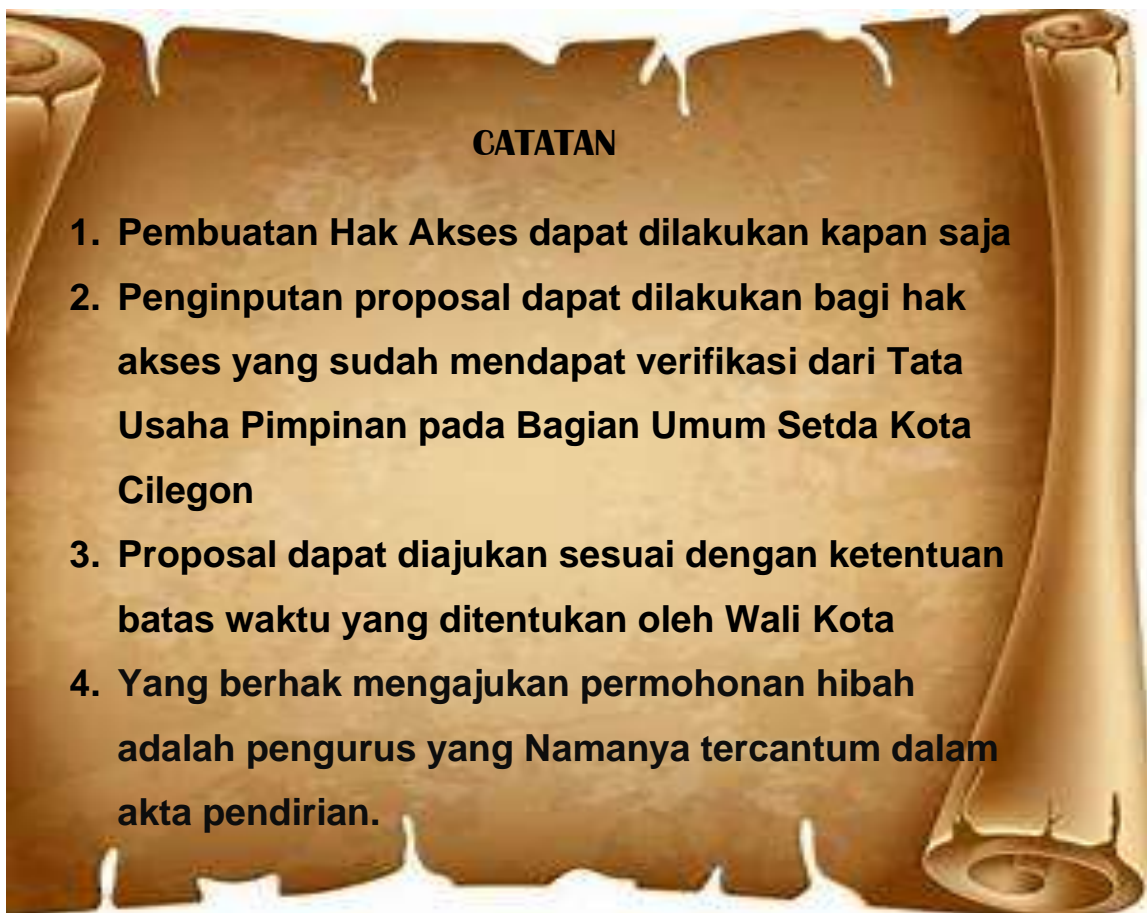 CATATAN
1. Pembuatan Hak Akses dapat dilakukan kapan saja
2. Penginputan proposal dapat dilakukan bagi hak
akses yang sudah mendapat verifikasi dari Tata
Usaha Pimpinan pada Bagian Umum Setda Kota
Cilegon
3. Proposal dapat diajukan sesuai dengan ketentuan
batas waktu yang ditentukan oleh Wali Kota
4. Yang berhak mengajukan permohonan hibah
adalah pengurus yang Namanya tercantum dalam
akta pendirian.